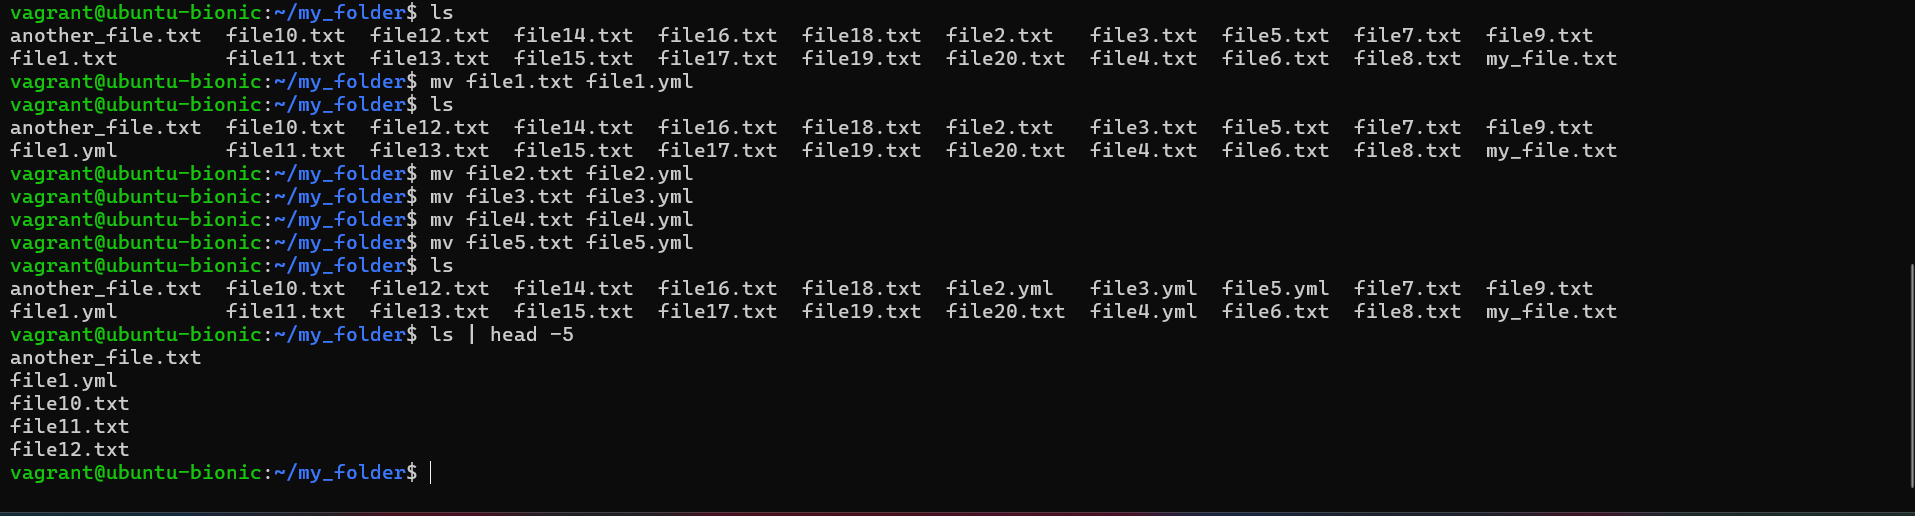 vagrant@ubuntu-bionic:~/my_folder$ ls
another_file.txt  file10.txt  file12.txt  file14.txt  file16.txt  file18.txt  file2.txt   file3.txt  file5.txt  file7.txt  file9.txt
file1.txt         file11.txt  file13.txt  file15.txt  file17.txt  file19.txt  file20.txt  file4.txt  file6.txt  file8.txt  my_file.txt
vagrant@ubuntu-bionic:~/my_folder$ mv file1.txt file1.yml
vagrant@ubuntu-bionic:~/my_folder$ ls
another_file.txt  file10.txt  file12.txt  file14.txt  file16.txt  file18.txt  file2.txt   file3.txt  file5.txt  file7.txt  file9.txt
file1.yml         file11.txt  file13.txt  file15.txt  file17.txt  file19.txt  file20.txt  file4.txt  file6.txt  file8.txt  my_file.txt
vagrant@ubuntu-bionic:~/my_folder$ mv file2.txt file2.yml
vagrant@ubuntu-bionic:~/my_folder$ mv file3.txt file3.yml
vagrant@ubuntu-bionic:~/my_folder$ mv file4.txt file4.yml
vagrant@ubuntu-bionic:~/my_folder$ mv file5.txt file5.yml
vagrant@ubuntu-bionic:~/my_folder$ ls
another_file.txt  file10.txt  file12.txt  file14.txt  file16.txt  file18.txt  file2.yml   file3.yml  file5.yml  file7.txt  file9.txt
file1.yml         file11.txt  file13.txt  file15.txt  file17.txt  file19.txt  file20.txt  file4.yml  file6.txt  file8.txt  my_file.txt
vagrant@ubuntu-bionic:~/my_folder$ ls | head -5
another_file.txt
file1.yml
file10.txt
file11.txt
file12.txt
vagrant@ubuntu-bionic:~/my_folder$